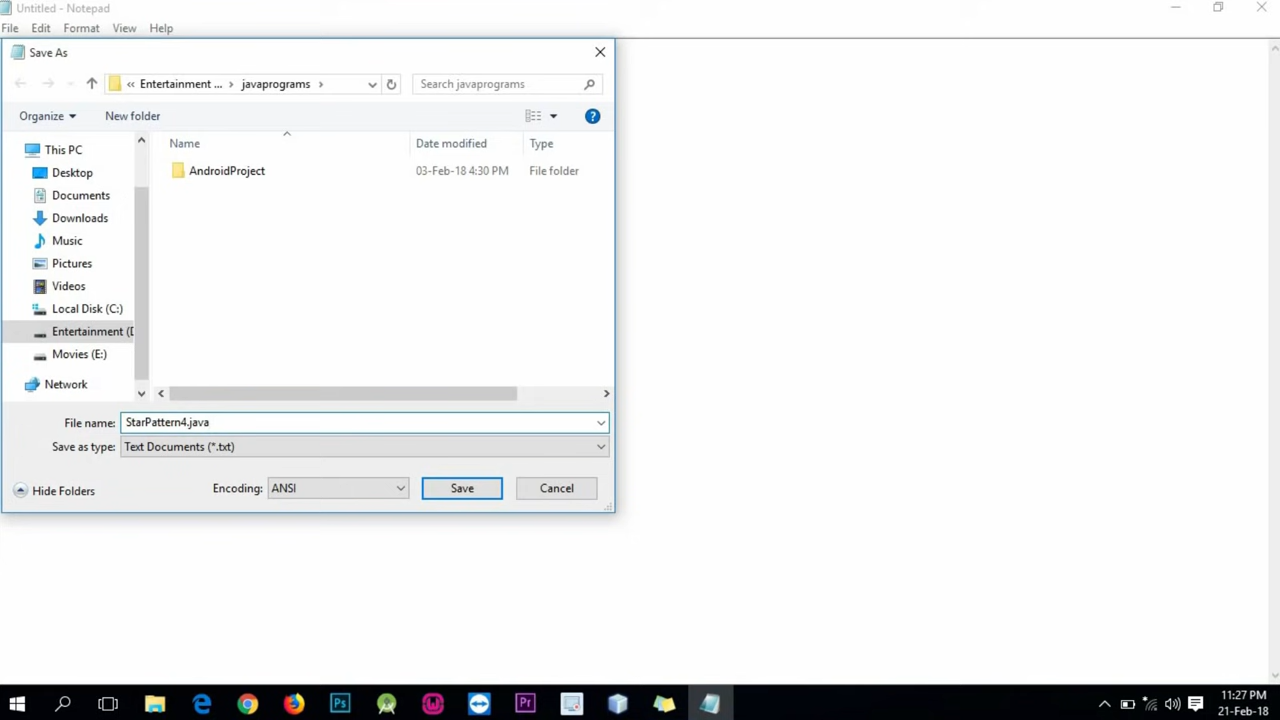 Untitled - Notepad
File Edit Format View Help
Save As
« Entertainment ... > javaprograms >
Search javaprograms
Organize New folder
Name Date modified Type
This PC
Desktop
Documents
Downloads
Music
Pictures
Videos
Local Disk (C:)
Entertainment (D
Movies (E:)
Network
AndroidProject 03-Feb-18 4:30 PM File folder
File name: StarPattern4.java
Save as type: Text Documents (*.txt)
Hide Folders Encoding: ANSI Save Cancel
Ps Pr
11:27 PM
21-Feb-18